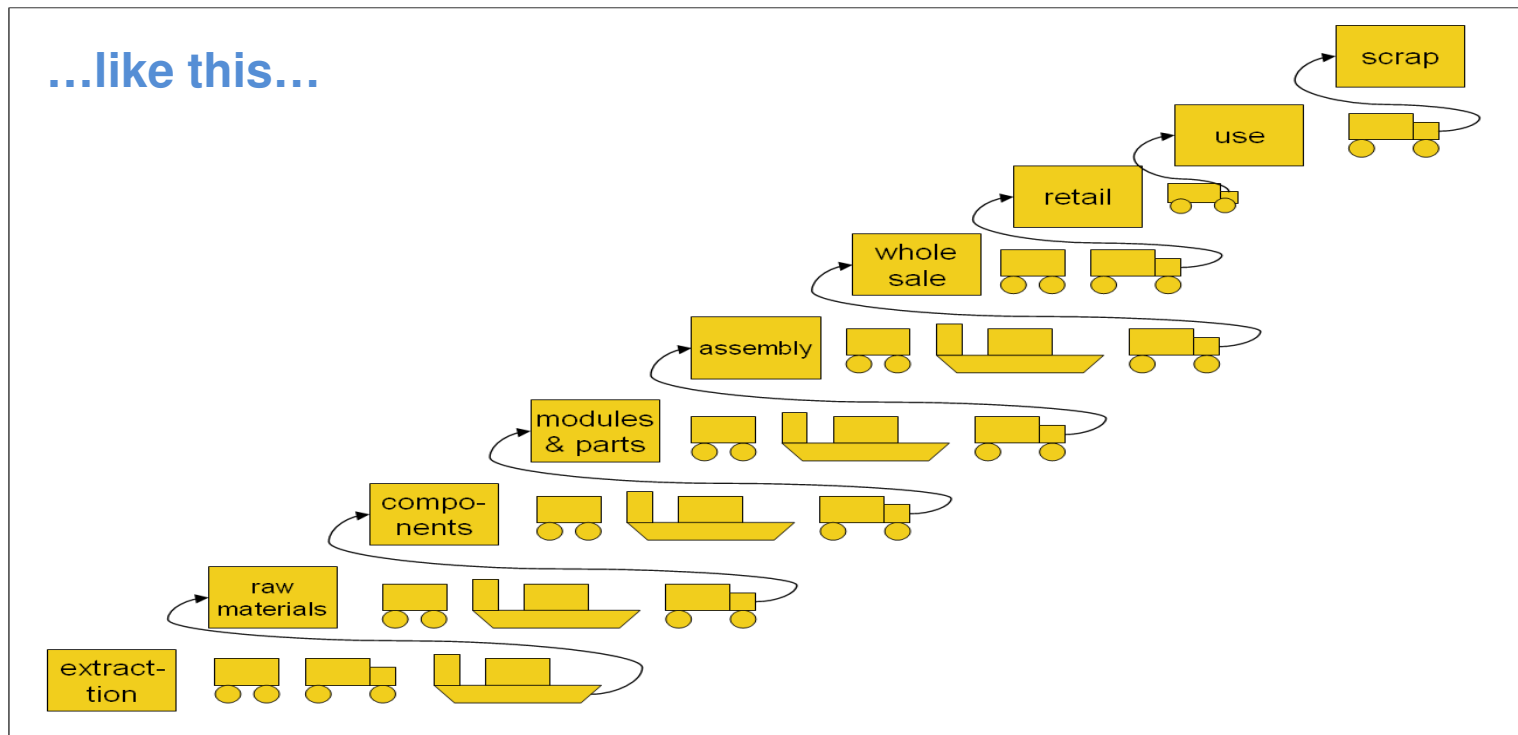 …like this…
scrap
use
retail
whole
sale
assembly
modules
& parts
compo-
nents
raw
materials
extract-
tion